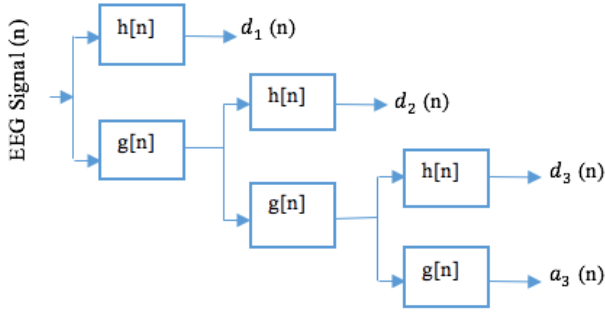 EEG Signal (n)
h[n]
d₁ (n)
g[n]
h[n]
d₂ (n)
g[n]
h[n]
d₃ (n)
g[n]
a₃ (n)